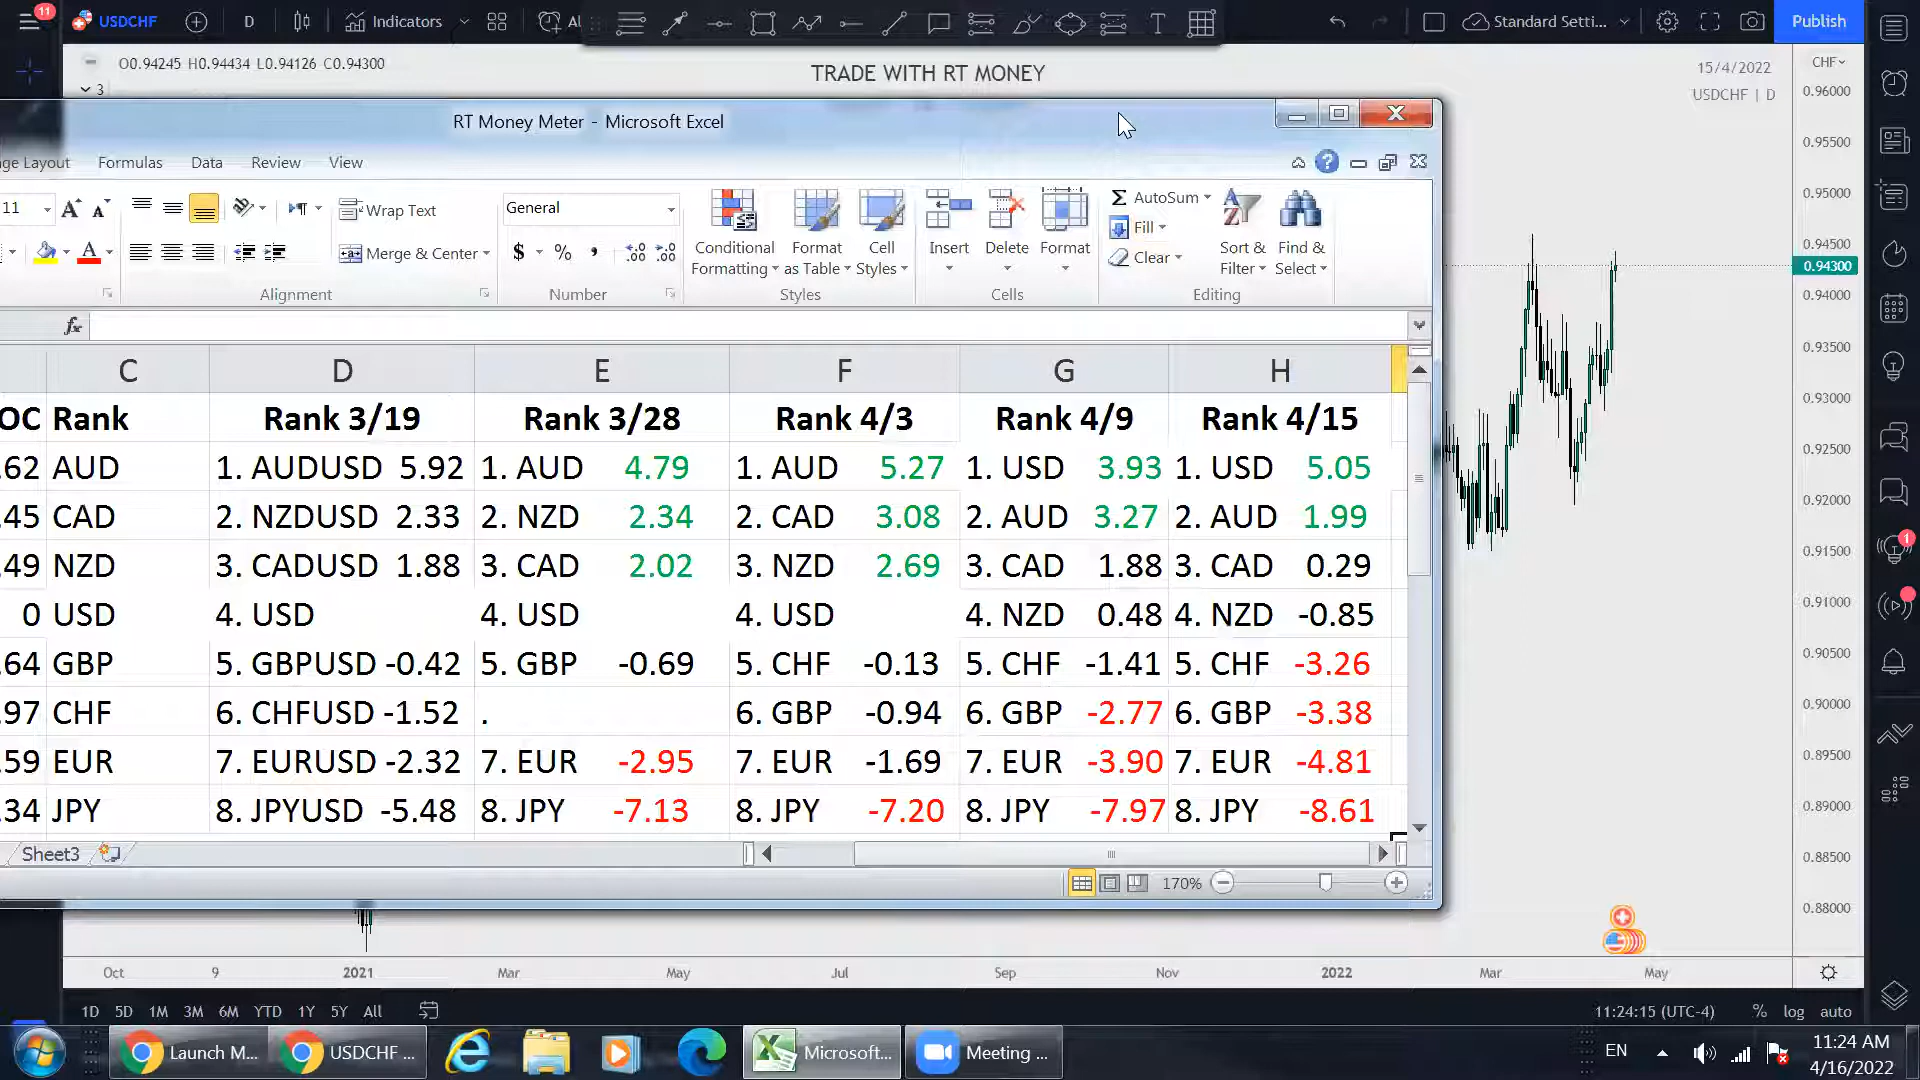 11
USDCHF
D
Indicators
Al
Standard Setti...
Publish
O0.94245 H0.94434 L0.94126 C0.94300
3
TRADE WITH RT MONEY
15/4/2022
USDCHF | D
CHF
0.96000
0.95500
0.95000
0.94500
0.94300
0.94000
0.93500
0.93000
0.92500
0.92000
0.91500
0.91000
0.90500
0.90000
0.89500
0.89000
0.88500
0.88000
1
RT Money Meter - Microsoft Excel
ge Layout Formulas Data Review View
11 A A Wrap Text General
Merge & Center $ % ,
Conditional Formatting
Format as Table
Cell Styles
Insert
Delete
Format
Σ AutoSum
Fill
Clear
Sort & Filter
Find & Select
Alignment Number Styles Cells Editing
fx
C D E F G H
OC Rank Rank 3/19 Rank 3/28 Rank 4/3 Rank 4/9 Rank 4/15
.62 AUD 1. AUDUSD 5.92 1. AUD 4.79 1. AUD 5.27 1. USD 3.93 1. USD 5.05
.45 CAD 2. NZDUSD 2.33 2. NZD 2.34 2. CAD 3.08 2. AUD 3.27 2. AUD 1.99
.49 NZD 3. CADUSD 1.88 3. CAD 2.02 3. NZD 2.69 3. CAD 1.88 3. CAD 0.29
0 USD 4. USD 4. USD 4. USD 4. NZD 0.48 4. NZD -0.85
.64 GBP 5. GBPUSD -0.42 5. GBP -0.69 5. CHF -0.13 5. CHF -1.41 5. CHF -3.26
.97 CHF 6. CHFUSD -1.52 . 6. GBP -0.94 6. GBP -2.77 6. GBP -3.38
.59 EUR 7. EURUSD -2.32 7. EUR -2.95 7. EUR -1.69 7. EUR -3.90 7. EUR -4.81
.34 JPY 8. JPYUSD -5.48 8. JPY -7.13 8. JPY -7.20 8. JPY -7.97 8. JPY -8.61
Sheet3
170%
Oct 9 2021 Mar May Jul Sep Nov 2022 Mar May
1D 5D 1M 3M 6M YTD 1Y 5Y All
11:24:15 (UTC-4) % log auto
Launch M...
USDCHF ...
Microsoft...
Meeting ...
EN
11:24 AM
4/16/2022